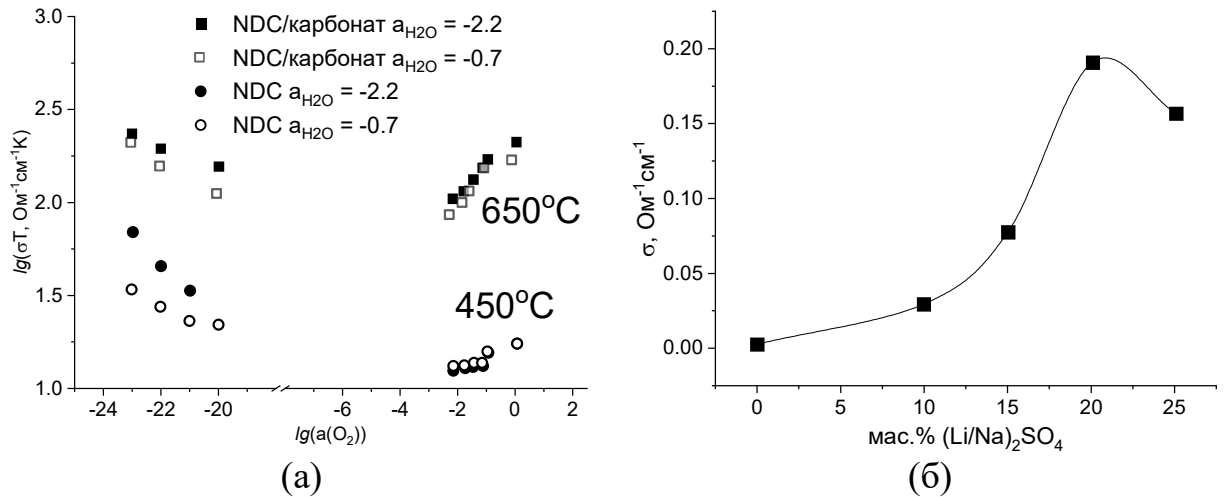 NDC/карбонат a_H2O = -2.2
NDC/карбонат a_H2O = -0.7
NDC a_H2O = -2.2
NDC a_H2O = -0.7
lg(σT, Ом⁻¹см⁻¹К)
3.0
2.5
2.0
1.5
1.0
650°C
450°C
-24 -22 -20 -6 -4 -2 0 2
lg(a(O₂))
(а)
σ, Ом⁻¹см⁻¹
0.20
0.15
0.10
0.05
0.00
0 5 10 15 20 25
мас.% (Li/Na)₂SO₄
(б)